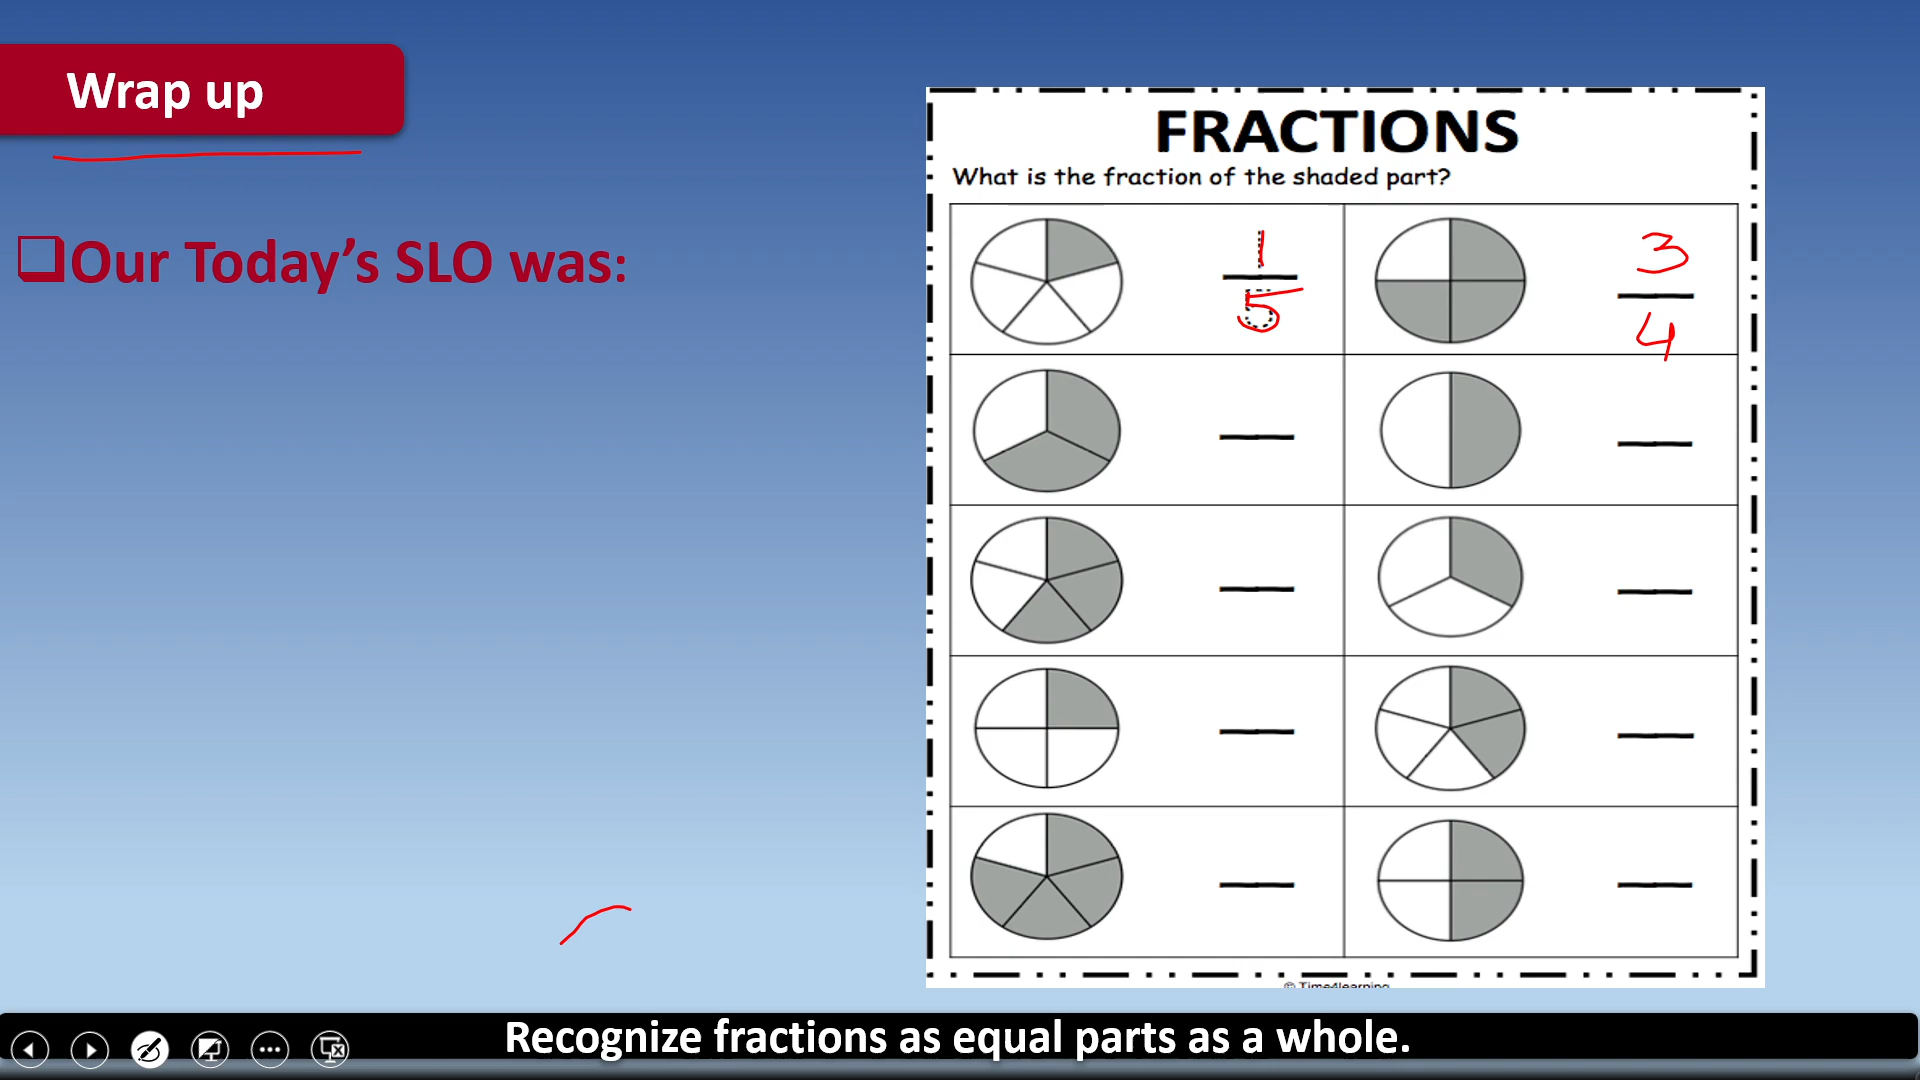 Wrap up
Our Today's SLO was:
FRACTIONS
What is the fraction of the shaded part?
1
5
3
4
© Time4learning
Recognize fractions as equal parts as a whole.